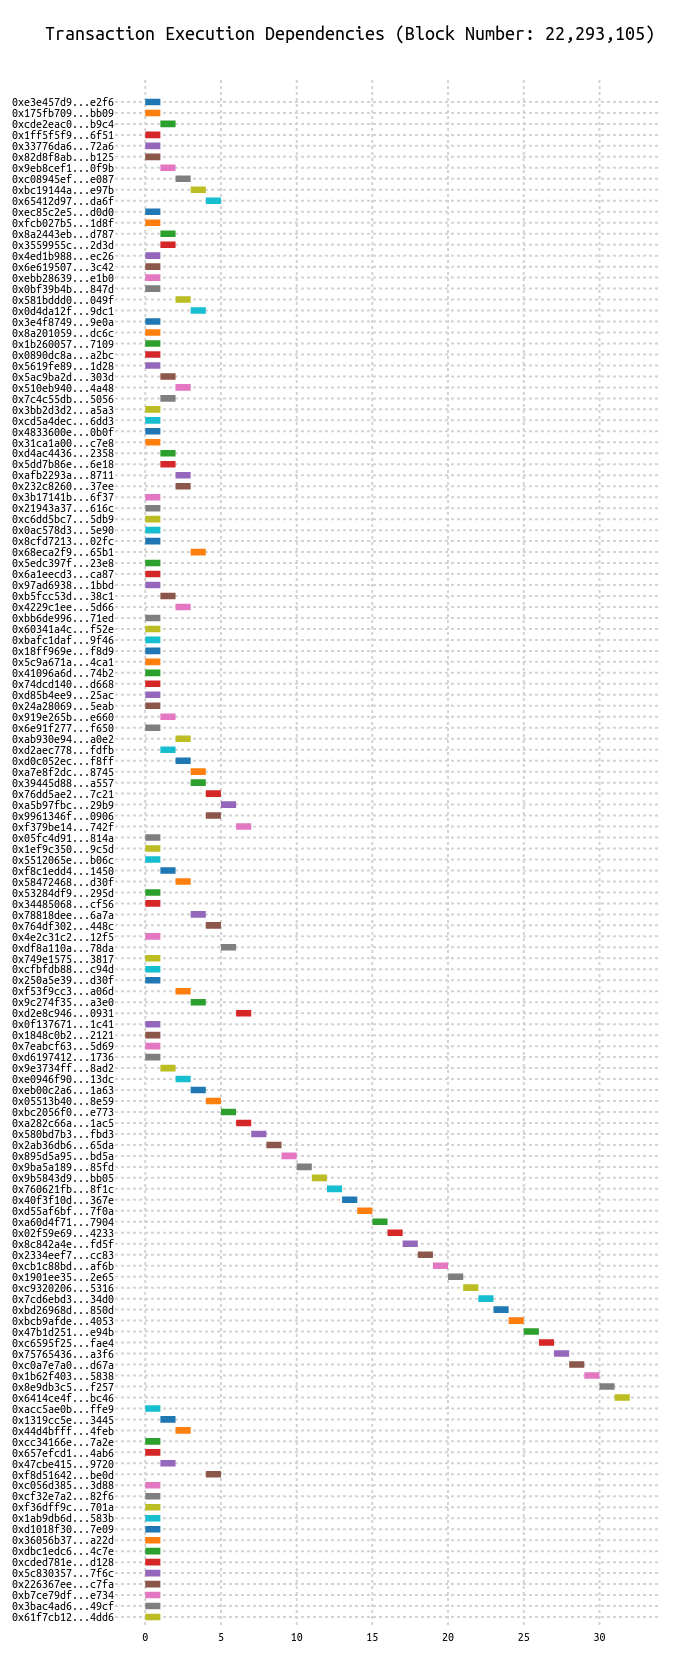 Transaction Execution Dependencies (Block Number: 22,293,105)
0xe3e457d9...e2f6
0x175fb709...bb09
0xcde2eac0...b9c4
0x1ff5f5f9...6f51
0x33776da6...72a6
0x82d8f8ab...b125
0x9eb8cef1...0f9b
0xc08945ef...e087
0xbc19144a...e97b
0x65412d97...da6f
0xec85c2e5...d0d0
0xfcb027b5...1d8f
0x8a2443eb...d787
0x3559955c...2d3d
0x4ed1b988...ec26
0x6e619507...3c42
0xebb28639...e1b0
0x0bf39b4b...847d
0x581bddd0...049f
0x0d4da12f...9dc1
0x3e4f8749...9e0a
0x8a201059...dc6c
0x1b260057...7109
0x0890dc8a...a2bc
0x5619fe89...1d28
0x5ac9ba2d...303d
0x510eb940...4a48
0x7c4c55db...5056
0x3bb2d3d2...a5a3
0xcd5a4dec...6dd3
0x4833600e...0b0f
0x31ca1a00...c7e8
0xd4ac4436...2358
0x5dd7b86e...6e18
0xafb2293a...8711
0x232c8260...37ee
0x3b17141b...6f37
0x21943a37...616c
0xc6dd5bc7...5db9
0x0ac578d3...5e90
0x8cfd7213...02fc
0x68eca2f9...65b1
0x5edc397f...23e8
0x6a1eecd3...ca87
0x97ad6938...1bbd
0xb5fcc53d...38c1
0x4229c1ee...5d66
0xbb6de996...71ed
0x60341a4c...f52e
0xbafc1daf...9f46
0x18ff969e...f8d9
0x5c9a671a...4ca1
0x41096a6d...74b2
0x74dcd140...d668
0xd85b4ee9...25ac
0x24a28069...5eab
0x919e265b...e660
0x6e91f277...f650
0xab930e94...a0e2
0xd2aec778...fdfb
0xd0c052ec...f8ff
0xa7e8f2dc...8745
0x39445d88...a557
0x76dd5ae2...7c21
0xa5b97fbc...29b9
0x9961346f...0906
0xf379be14...742f
0x05fc4d91...814a
0x1ef9c350...9c5d
0x5512065e...b06c
0xf8c1edd4...1450
0x58472468...d30f
0x53284df9...295d
0x34485068...cf56
0x78818dee...6a7a
0x764df302...448c
0x4e2c31c2...12f5
0xdf8a110a...78da
0x749e1575...3817
0xcfbfdb88...c94d
0x250a5e39...d30f
0xf53f9cc3...a06d
0x9c274f35...a3e0
0xd2e8c946...0931
0x0f137671...1c41
0x1848c0b2...2121
0x7eabcf63...5d69
0xd6197412...1736
0x9e3734ff...8ad2
0xe0946f90...13dc
0xeb00c2a6...1a63
0x05513b40...8e59
0xbc2056f0...e773
0xa282c66a...1ac5
0x580bd7b3...fbd3
0x2ab36db6...65da
0x895d5a95...bd5a
0x9ba5a189...85fd
0x9b5843d9...bb05
0x760621fb...8f1c
0x40f3f10d...367e
0xd55af6bf...7f0a
0xa60d4f71...7904
0x02f59e69...4233
0x8c842a4e...fd5f
0x2334eef7...cc83
0xcb1c88bd...af6b
0x1901ee35...2e65
0xc9320206...5316
0x7cd6ebd3...34d0
0xbd26968d...850d
0xbcb9afde...4053
0x47b1d251...e94b
0xc6595f25...fae4
0x75765436...a3f6
0xc0a7e7a0...d67a
0x1b62f403...5838
0x8e9db3c5...f257
0x6414ce4f...bc46
0xacc5ae0b...ffe9
0x1319cc5e...3445
0x44d4bfff...4feb
0xcc34166e...7a2e
0x657efcd1...4ab6
0x47cbe415...9720
0xf8d51642...be0d
0xc056d385...3d88
0xcf32e7a2...82f6
0xf36dff9c...701a
0x1ab9db6d...583b
0xd1018f30...7e09
0x36056b37...a22d
0xdbc1edc6...4c7e
0xcded781e...d128
0x5c830357...7f6c
0x226367ee...c7fa
0xb7ce79df...e734
0x3bac4ad6...49cf
0x61f7cb12...4dd6
0 5 10 15 20 25 30